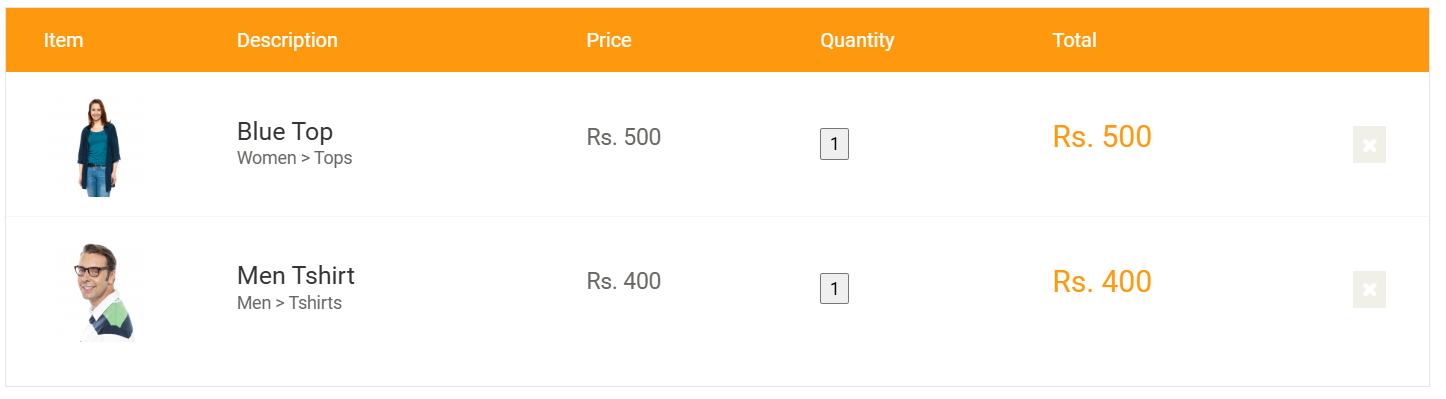 Item Description Price Quantity Total
Blue Top Rs. 500 1 Rs. 500
Women > Tops
Men Tshirt Rs. 400 1 Rs. 400
Men > Tshirts